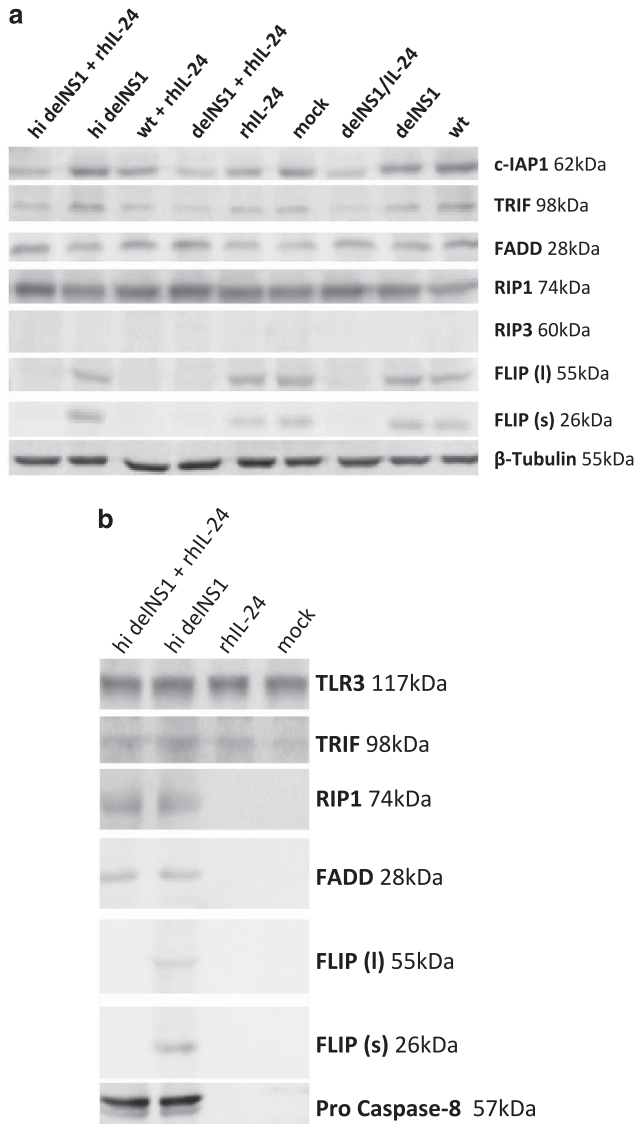 a
hi delNS1 + rhIL-24
hi delNS1
wt + rhIL-24
delNS1 + rhIL-24
rhIL-24
mock
delNS1/IL-24
delNS1
wt
c-IAP1 62kDa
TRIF 98kDa
FADD 28kDa
RIP1 74kDa
RIP3 60kDa
FLIP (l) 55kDa
FLIP (s) 26kDa
β-Tubulin 55kDa
b
hi delNS1 + rhIL-24
hi delNS1
rhIL-24
mock
TLR3 117kDa
TRIF 98kDa
RIP1 74kDa
FADD 28kDa
FLIP (l) 55kDa
FLIP (s) 26kDa
Pro Caspase-8 57kDa